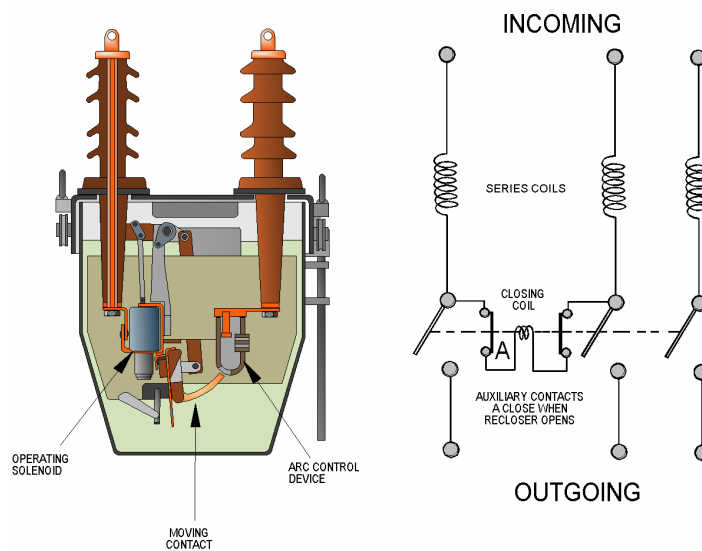 INCOMING
SERIES COILS
CLOSING
COIL
A
AUXILIARY CONTACTS
A CLOSE WHEN
RECLOSER OPENS
OPERATING
SOLENOID
ARC CONTROL
DEVICE
MOVING
CONTACT
OUTGOING